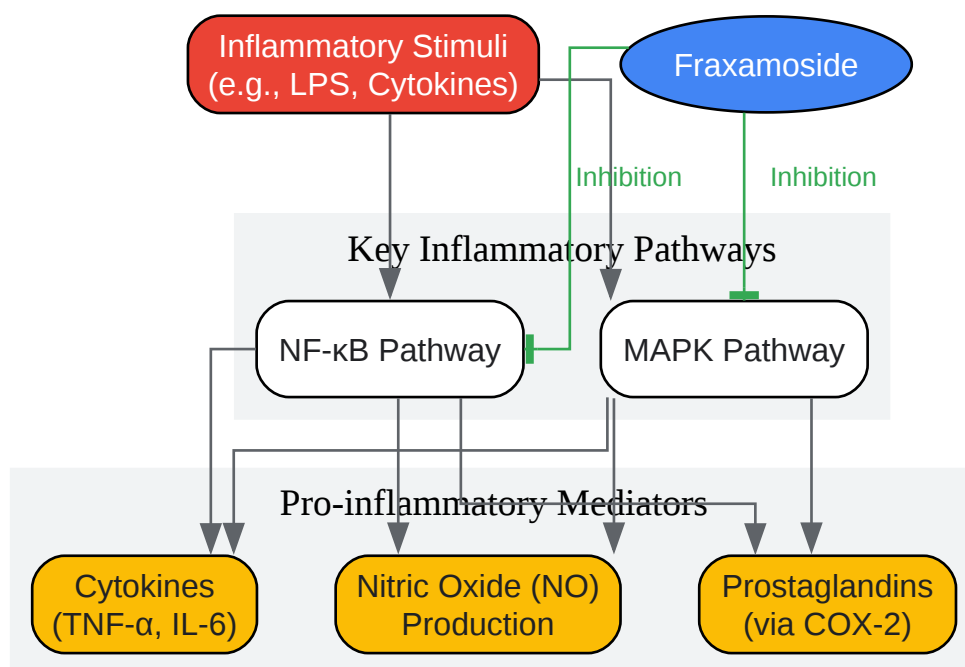 Inflammatory Stimuli
(e.g., LPS, Cytokines)
Fraxamoside
Inhibition
Inhibition
Key Inflammatory Pathways
NF-κB Pathway
MAPK Pathway
Pro-inflammatory Mediators
Cytokines
(TNF-α, IL-6)
Nitric Oxide (NO)
Production
Prostaglandins
(via COX-2)